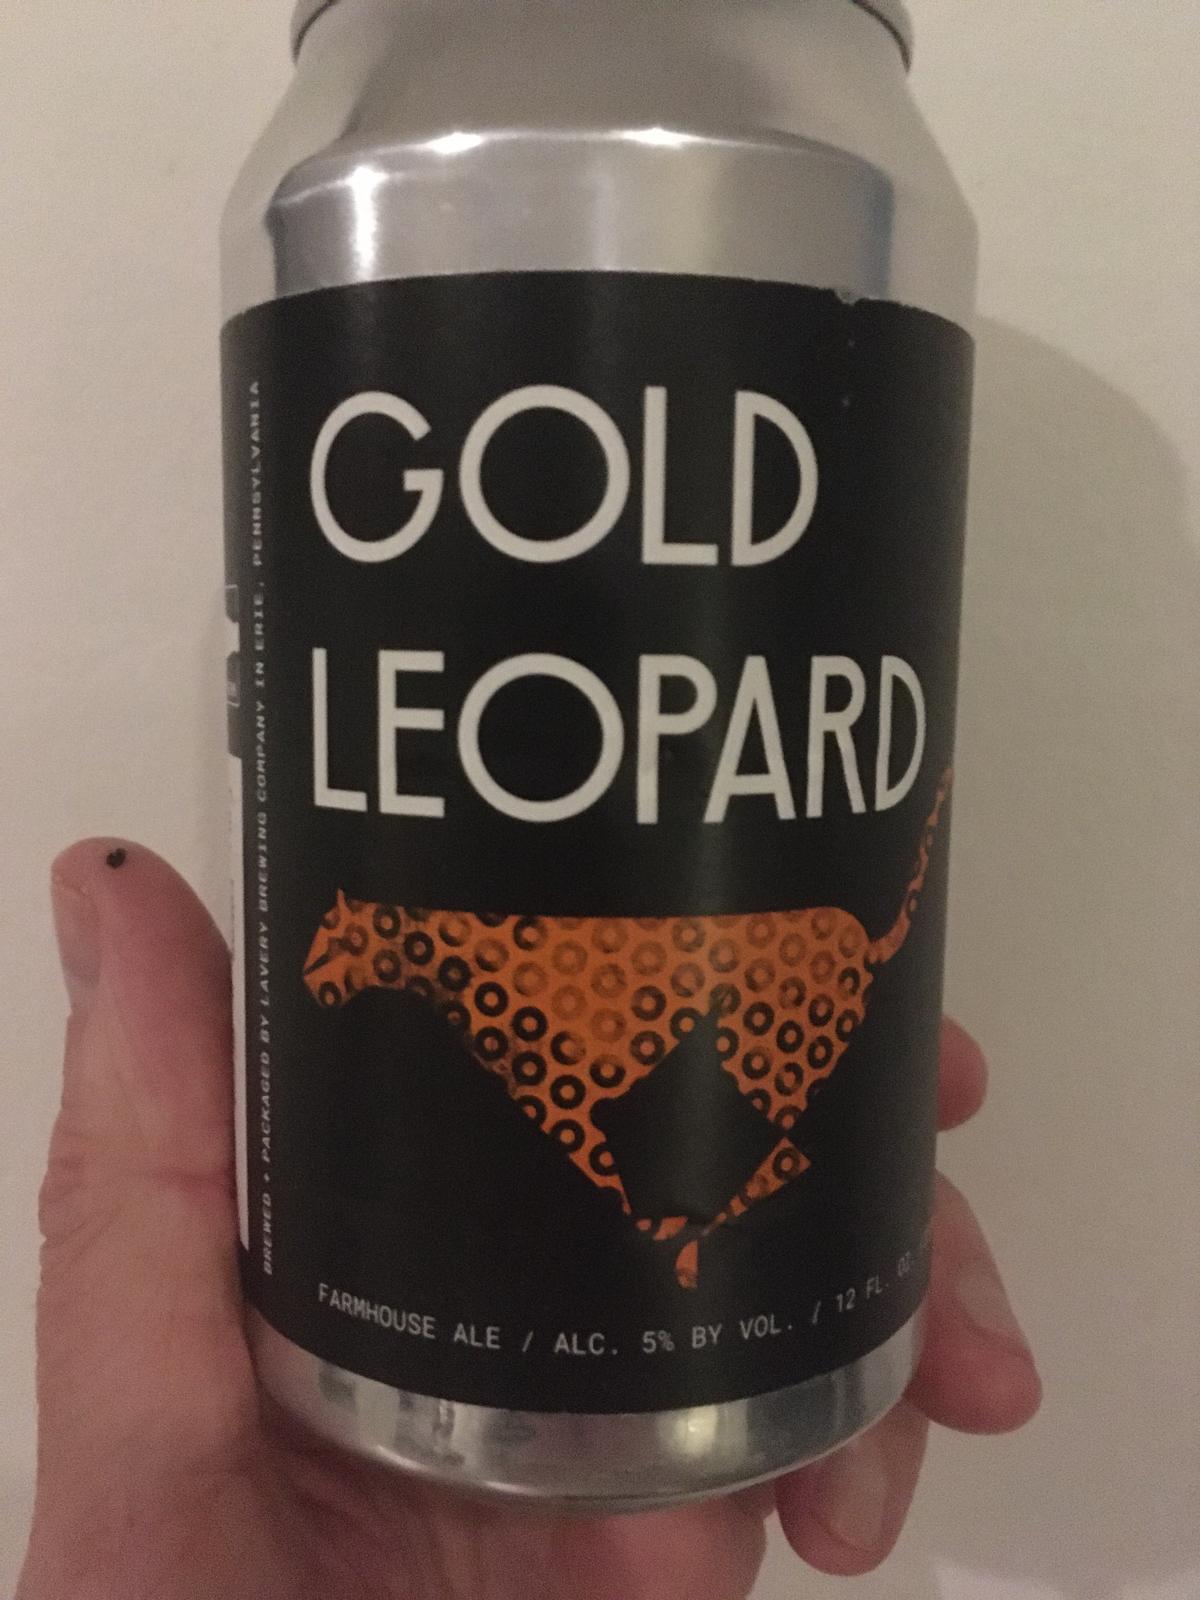 GOLD
LEOPARD
FARMHOUSE ALE / ALC. 5% BY VOL. / 12 FL. OZ.
BREWED + PACKAGED BY LAVERY BREWING COMPANY IN ERIE, PENNSYLVANIA